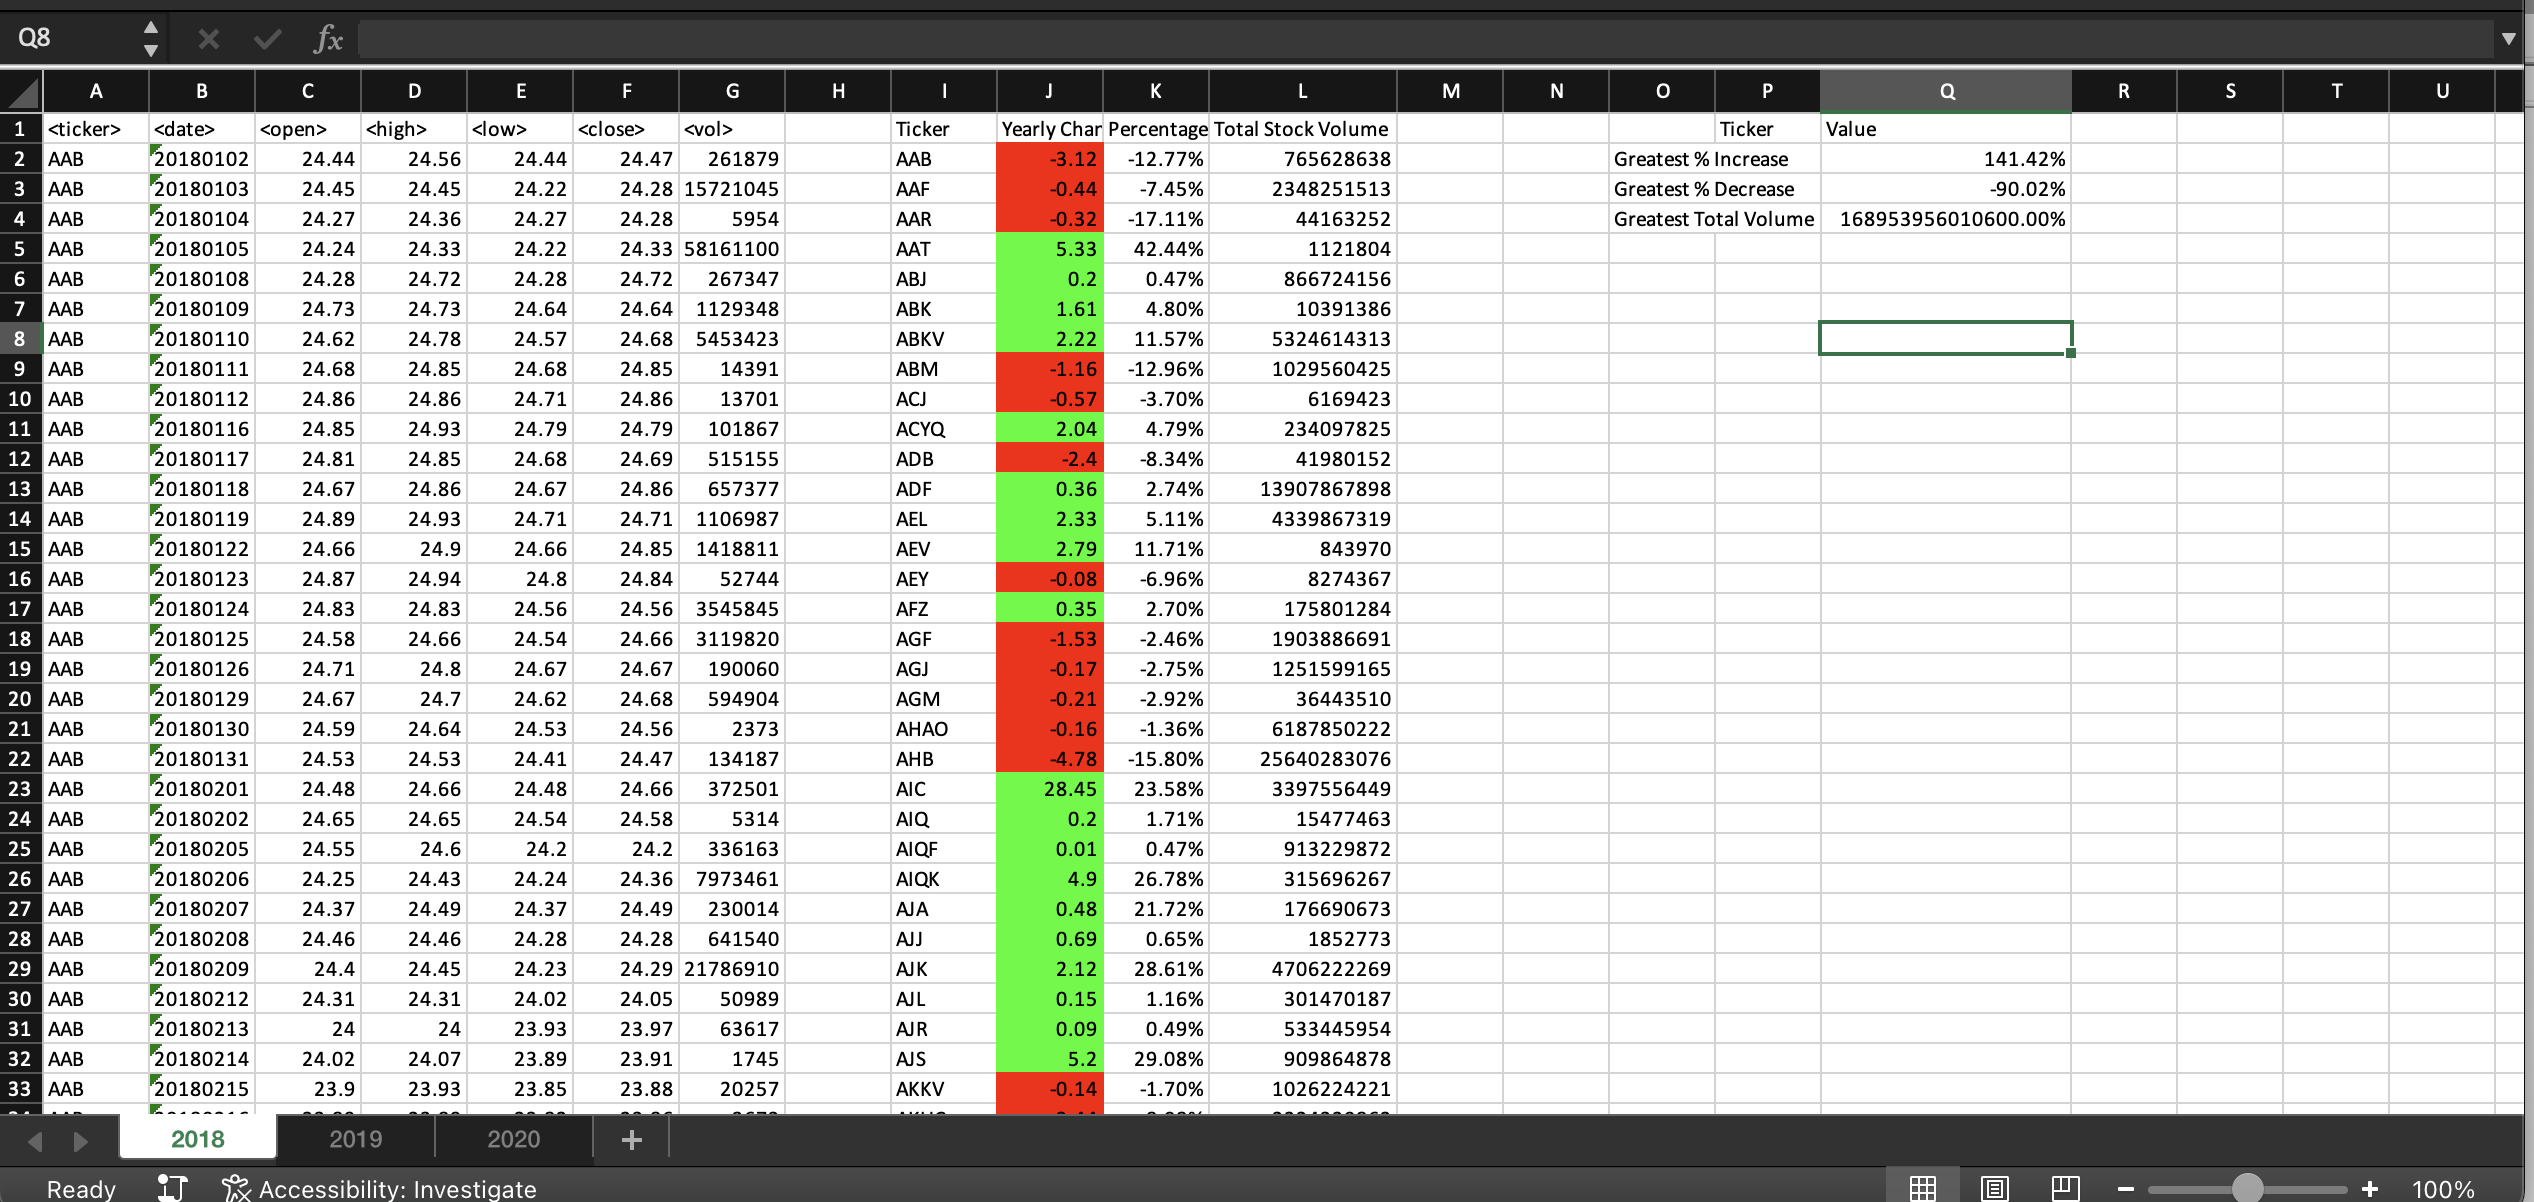 Q8 fx
A B C D E F G H I J K L M N O P Q R S T U
1 <ticker> <date> <open> <high> <low> <close> <vol> Ticker Yearly Char Percentage Total Stock Volume Ticker Value
2 AAB 20180102 24.44 24.56 24.44 24.47 261879 AAB -3.12 -12.77% 765628638 Greatest % Increase 141.42%
3 AAB 20180103 24.45 24.45 24.22 24.28 15721045 AAF -0.44 -7.45% 2348251513 Greatest % Decrease -90.02%
4 AAB 20180104 24.27 24.36 24.27 24.28 5954 AAR -0.32 -17.11% 44163252 Greatest Total Volume 168953956010600.00%
5 AAB 20180105 24.24 24.33 24.22 24.33 58161100 AAT 5.33 42.44% 1121804
6 AAB 20180108 24.28 24.72 24.28 24.72 267347 ABJ 0.2 0.47% 866724156
7 AAB 20180109 24.73 24.73 24.64 24.64 1129348 ABK 1.61 4.80% 10391386
8 AAB 20180110 24.62 24.78 24.57 24.68 5453423 ABKV 2.22 11.57% 5324614313
9 AAB 20180111 24.68 24.85 24.68 24.85 14391 ABM -1.16 -12.96% 1029560425
10 AAB 20180112 24.86 24.86 24.71 24.86 13701 ACJ -0.57 -3.70% 6169423
11 AAB 20180116 24.85 24.93 24.79 24.79 101867 ACYQ 2.04 4.79% 234097825
12 AAB 20180117 24.81 24.85 24.68 24.69 515155 ADB -2.4 -8.34% 41980152
13 AAB 20180118 24.67 24.86 24.67 24.86 657377 ADF 0.36 2.74% 13907867898
14 AAB 20180119 24.89 24.93 24.71 24.71 1106987 AEL 2.33 5.11% 4339867319
15 AAB 20180122 24.66 24.9 24.66 24.85 1418811 AEV 2.79 11.71% 843970
16 AAB 20180123 24.87 24.94 24.8 24.84 52744 AEY -0.08 -6.96% 8274367
17 AAB 20180124 24.83 24.83 24.56 24.56 3545845 AFZ 0.35 2.70% 175801284
18 AAB 20180125 24.58 24.66 24.54 24.66 3119820 AGF -1.53 -2.46% 1903886691
19 AAB 20180126 24.71 24.8 24.67 24.67 190060 AGJ -0.17 -2.75% 1251599165
20 AAB 20180129 24.67 24.7 24.62 24.68 594904 AGM -0.21 -2.92% 36443510
21 AAB 20180130 24.59 24.64 24.53 24.56 2373 AHAO -0.16 -1.36% 6187850222
22 AAB 20180131 24.53 24.53 24.41 24.47 134187 AHB -4.78 -15.80% 25640283076
23 AAB 20180201 24.48 24.66 24.48 24.66 372501 AIC 28.45 23.58% 3397556449
24 AAB 20180202 24.65 24.65 24.54 24.58 5314 AIQ 0.2 1.71% 15477463
25 AAB 20180205 24.55 24.6 24.2 24.2 336163 AIQF 0.01 0.47% 913229872
26 AAB 20180206 24.25 24.43 24.24 24.36 7973461 AIQK 4.9 26.78% 315696267
27 AAB 20180207 24.37 24.49 24.37 24.49 230014 AJA 0.48 21.72% 176690673
28 AAB 20180208 24.46 24.46 24.28 24.28 641540 AJJ 0.69 0.65% 1852773
29 AAB 20180209 24.4 24.45 24.23 24.29 21786910 AJK 2.12 28.61% 4706222269
30 AAB 20180212 24.31 24.31 24.02 24.05 50989 AJL 0.15 1.16% 301470187
31 AAB 20180213 24 24 23.93 23.97 63617 AJR 0.09 0.49% 533445954
32 AAB 20180214 24.02 24.07 23.89 23.91 1745 AJS 5.2 29.08% 909864878
33 AAB 20180215 23.9 23.93 23.85 23.88 20257 AKKV -0.14 -1.70% 1026224221
2018 2019 2020 +
Ready Accessibility: Investigate - + 100%